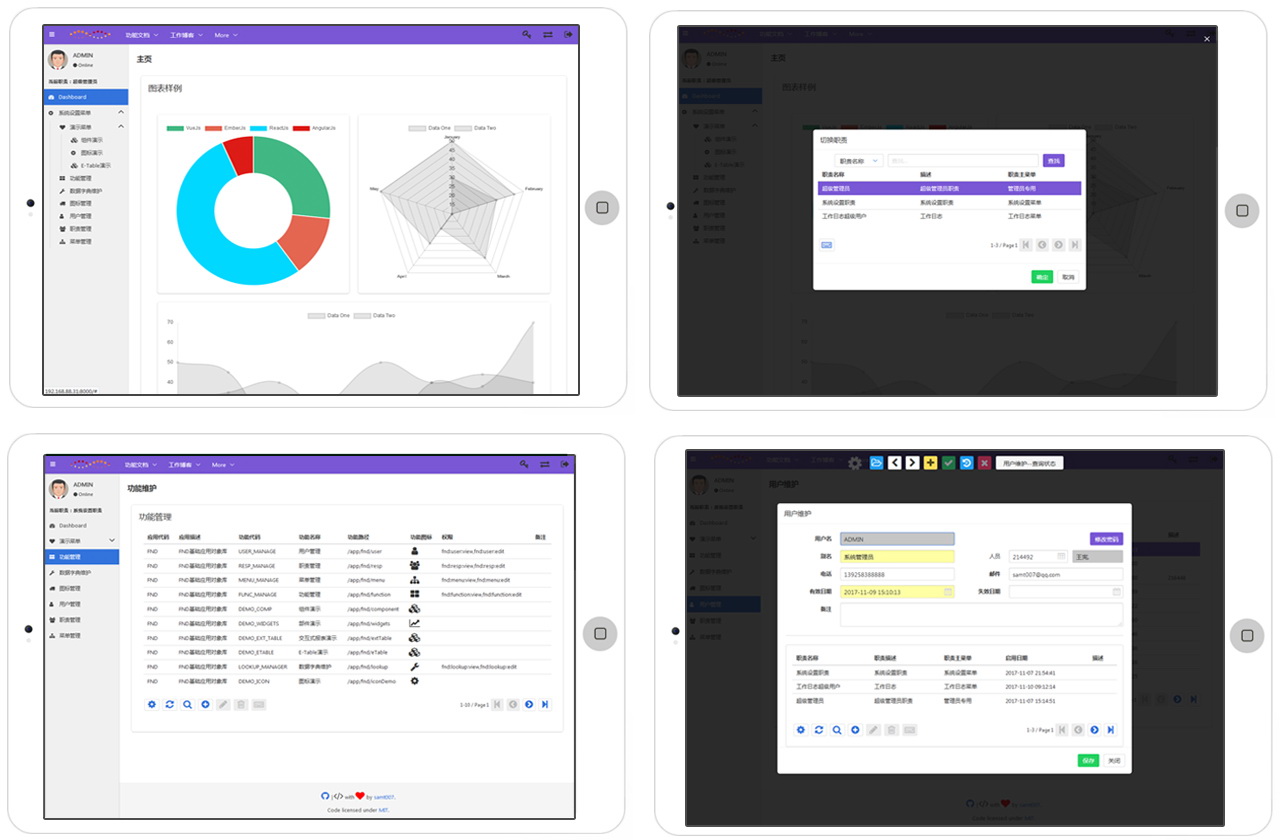 功能文档 工作播客 More
ADMIN
Online
当前职责：超级管理员
Dashboard
系统设置菜单
演示菜单
组件演示
图标演示
E-Table演示
功能管理
数据字典维护
图标管理
用户管理
职责管理
菜单管理
主页
图表样例
VueJs EmberJs ReactJs AngularJs
Data One Data Two
January
50
45
40
35
30
25
20
15
10
February
March
April
May
Data One Data Two
70
60
50
40
192.168.88.31:8000/#
切换职责
职责名称 查找
职责名称 描述 职责主菜单
超级管理员 超级管理员职责 管理员专用
系统设置职责 系统设置职责 系统设置菜单
工作日志超级用户 工作日志 工作日志菜单
1-3 / Page1
确定 取消
功能文档 工作播客 More
ADMIN
Online
当前职责：系统设置职责
Dashboard
演示菜单
功能管理
数据字典维护
图标管理
用户管理
职责管理
菜单管理
功能维护
功能管理
应用代码 应用描述 功能代码 功能名称 功能路径 功能图标 权限 备注
FND FND基础应用对象库 USER_MANAGE 用户管理 /app/fnd/user fnd:user:view,fnd:user:edit
FND FND基础应用对象库 RESP_MANAGE 职责管理 /app/fnd/resp fnd:resp:view,fnd:resp:edit
FND FND基础应用对象库 MENU_MANAGE 菜单管理 /app/fnd/menu fnd:menu:view,fnd:menu:edit
FND FND基础应用对象库 FUNC_MANAGE 功能管理 /app/fnd/function fnd:function:view,fnd:function:edit
FND FND基础应用对象库 DEMO_COMP 组件演示 /app/fnd/component
FND FND基础应用对象库 DEMO_WIDGETS 部件演示 /app/fnd/widgets
FND FND基础应用对象库 DEMO_EXT_TABLE 交互式报表演示 /app/fnd/extTable
FND FND基础应用对象库 DEMO_ETABLE E-Table演示 /app/fnd/eTable
FND FND基础应用对象库 LOOKUP_MANAGER 数据字典维护 /app/fnd/lookup fnd:lookup:view,fnd:lookup:edit
FND FND基础应用对象库 DEMO_ICON 图标演示 /app/fnd/iconDemo
1-10 / Page1
</> with by samt007.
Code licensed under MIT.
用户维护---查询状态
用户维护
用户维护
用户名 ADMIN 修改密码
姓名 系统管理员 人员 214492
电话 139258388888 邮件 samt007@qq.com
有效日期 2017-11-09 15:10:13 失效日期
备注
职责名称 职责描述 职责主菜单 启用日期 描述
系统设置职责 系统设置职责 系统设置菜单 2017-11-07 21:54:41
工作日志超级用户 工作日志 工作日志菜单 2017-11-10 09:12:14
超级管理员 超级管理员职责 管理员专用 2017-11-07 15:14:51
1-3 / Page1
保存 关闭